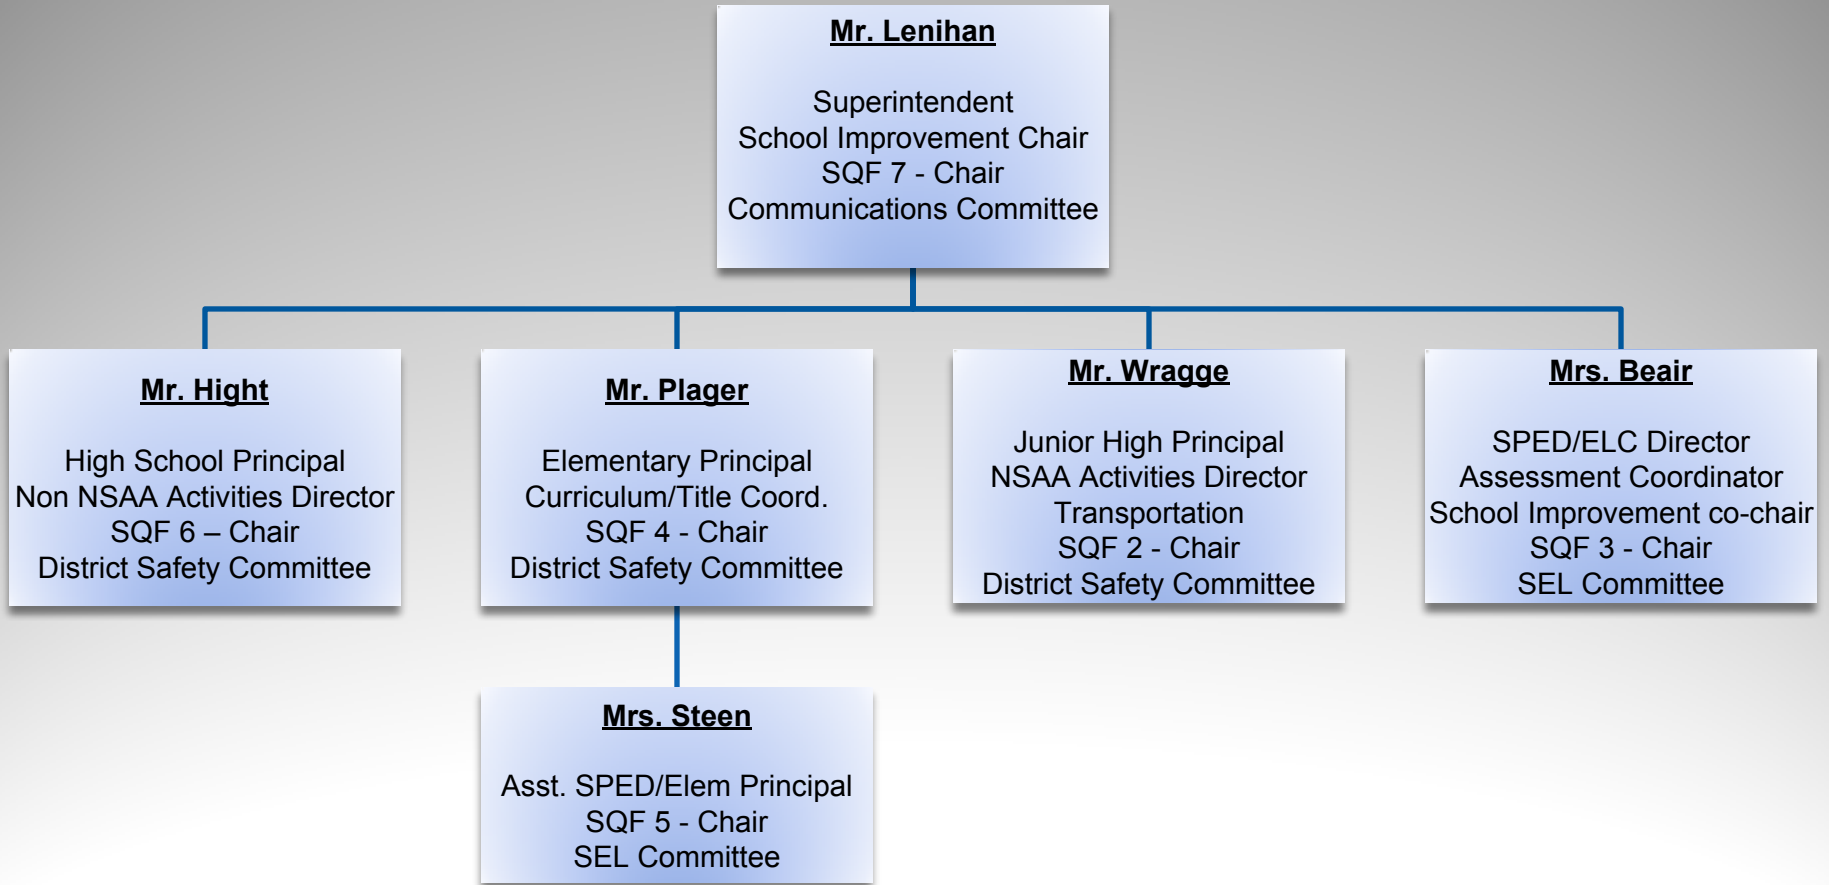 Mr. Lenihan
Superintendent
School Improvement Chair
SQF 7 - Chair
Communications Committee
Mr. Hight
High School Principal
Non NSAA Activities Director
SQF 6 – Chair
District Safety Committee
Mr. Plager
Elementary Principal
Curriculum/Title Coord.
SQF 4 - Chair
District Safety Committee
Mr. Wragge
Junior High Principal
NSAA Activities Director
Transportation
SQF 2 - Chair
District Safety Committee
Mrs. Beair
SPED/ELC Director
Assessment Coordinator
School Improvement co-chair
SQF 3 - Chair
SEL Committee
Mrs. Steen
Asst. SPED/Elem Principal
SQF 5 - Chair
SEL Committee